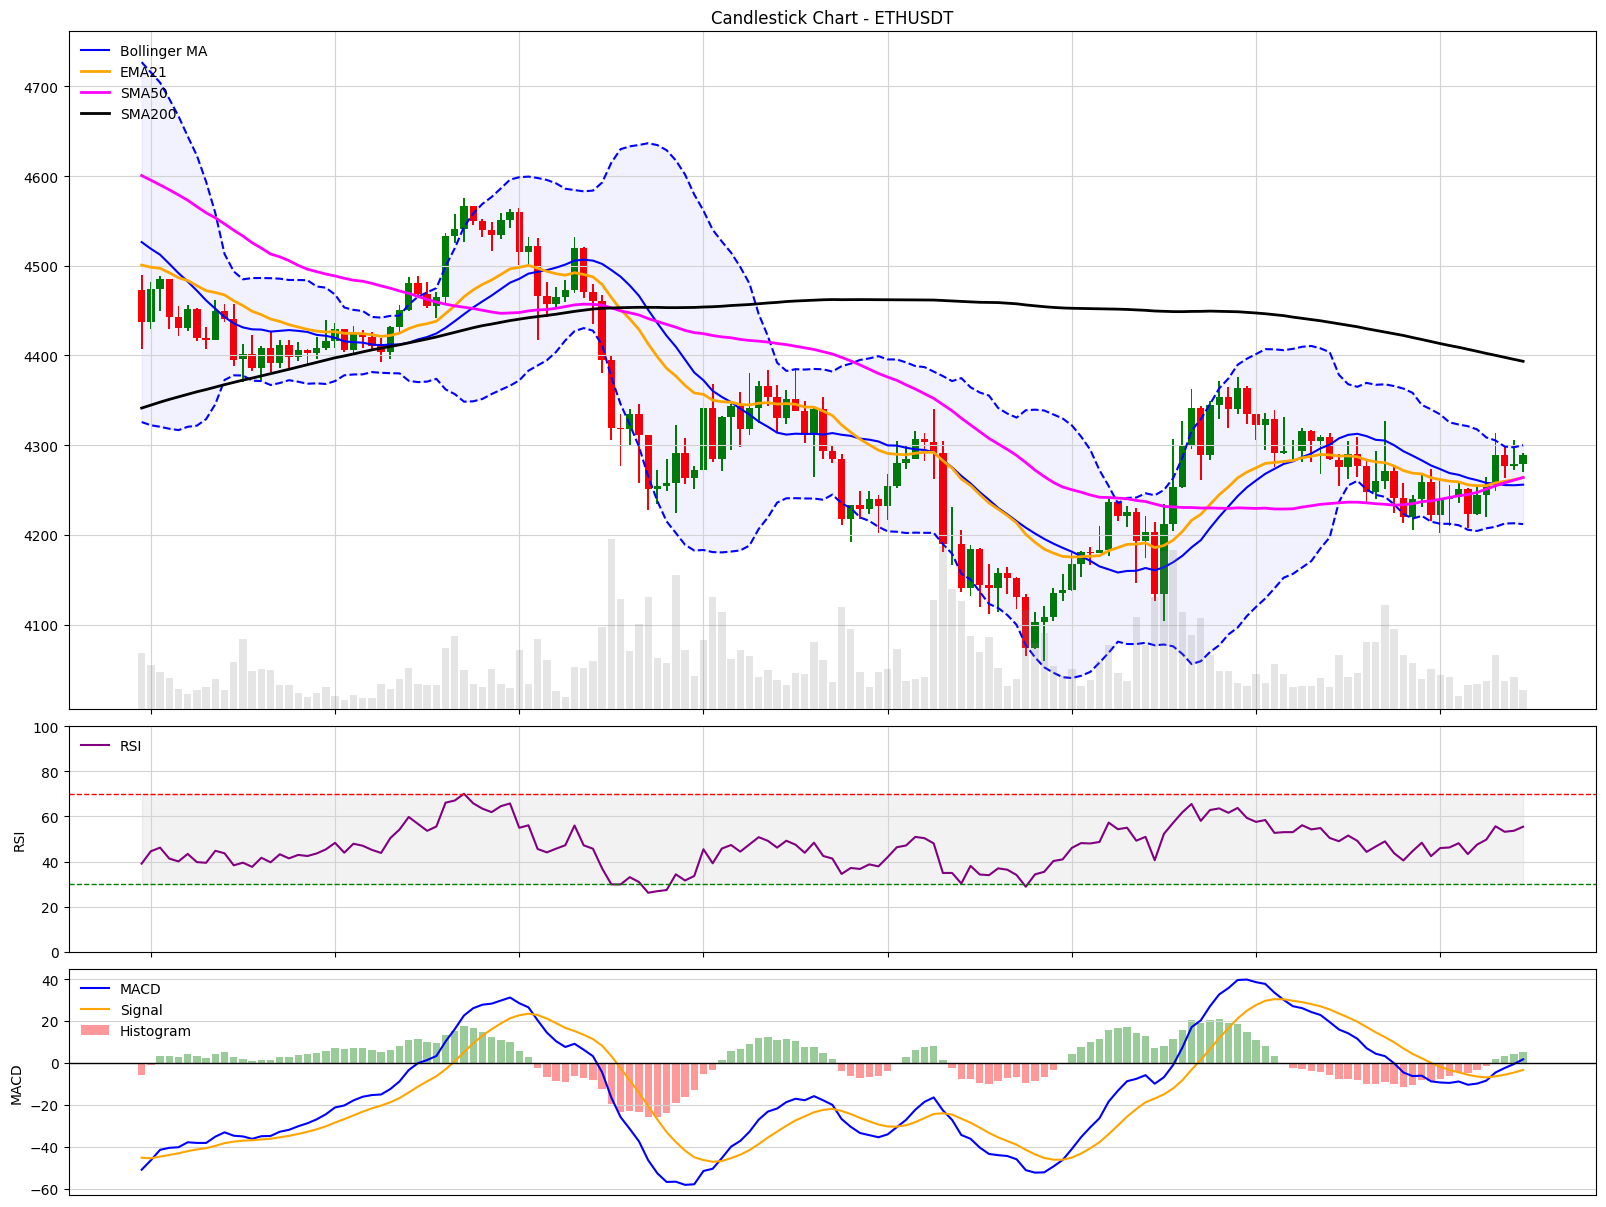 Candlestick Chart - ETHUSDT
Bollinger MA
EMA21
SMA50
SMA200
4700
4600
4500
4400
4300
4200
4100
RSI
100
80
60
40
20
0
RSI
MACD
Signal
Histogram
40
20
0
−20
−40
−60
MACD